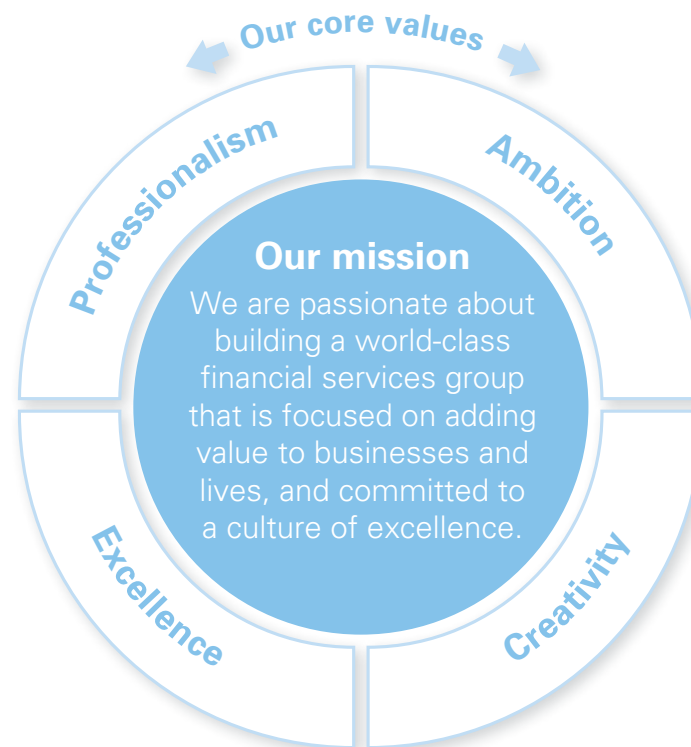 Our core values
Professionalism
Ambition
Our mission
We are passionate about
building a world-class
financial services group
that is focused on adding
value to businesses and
lives, and committed to
a culture of excellence.
Excellence
Creativity